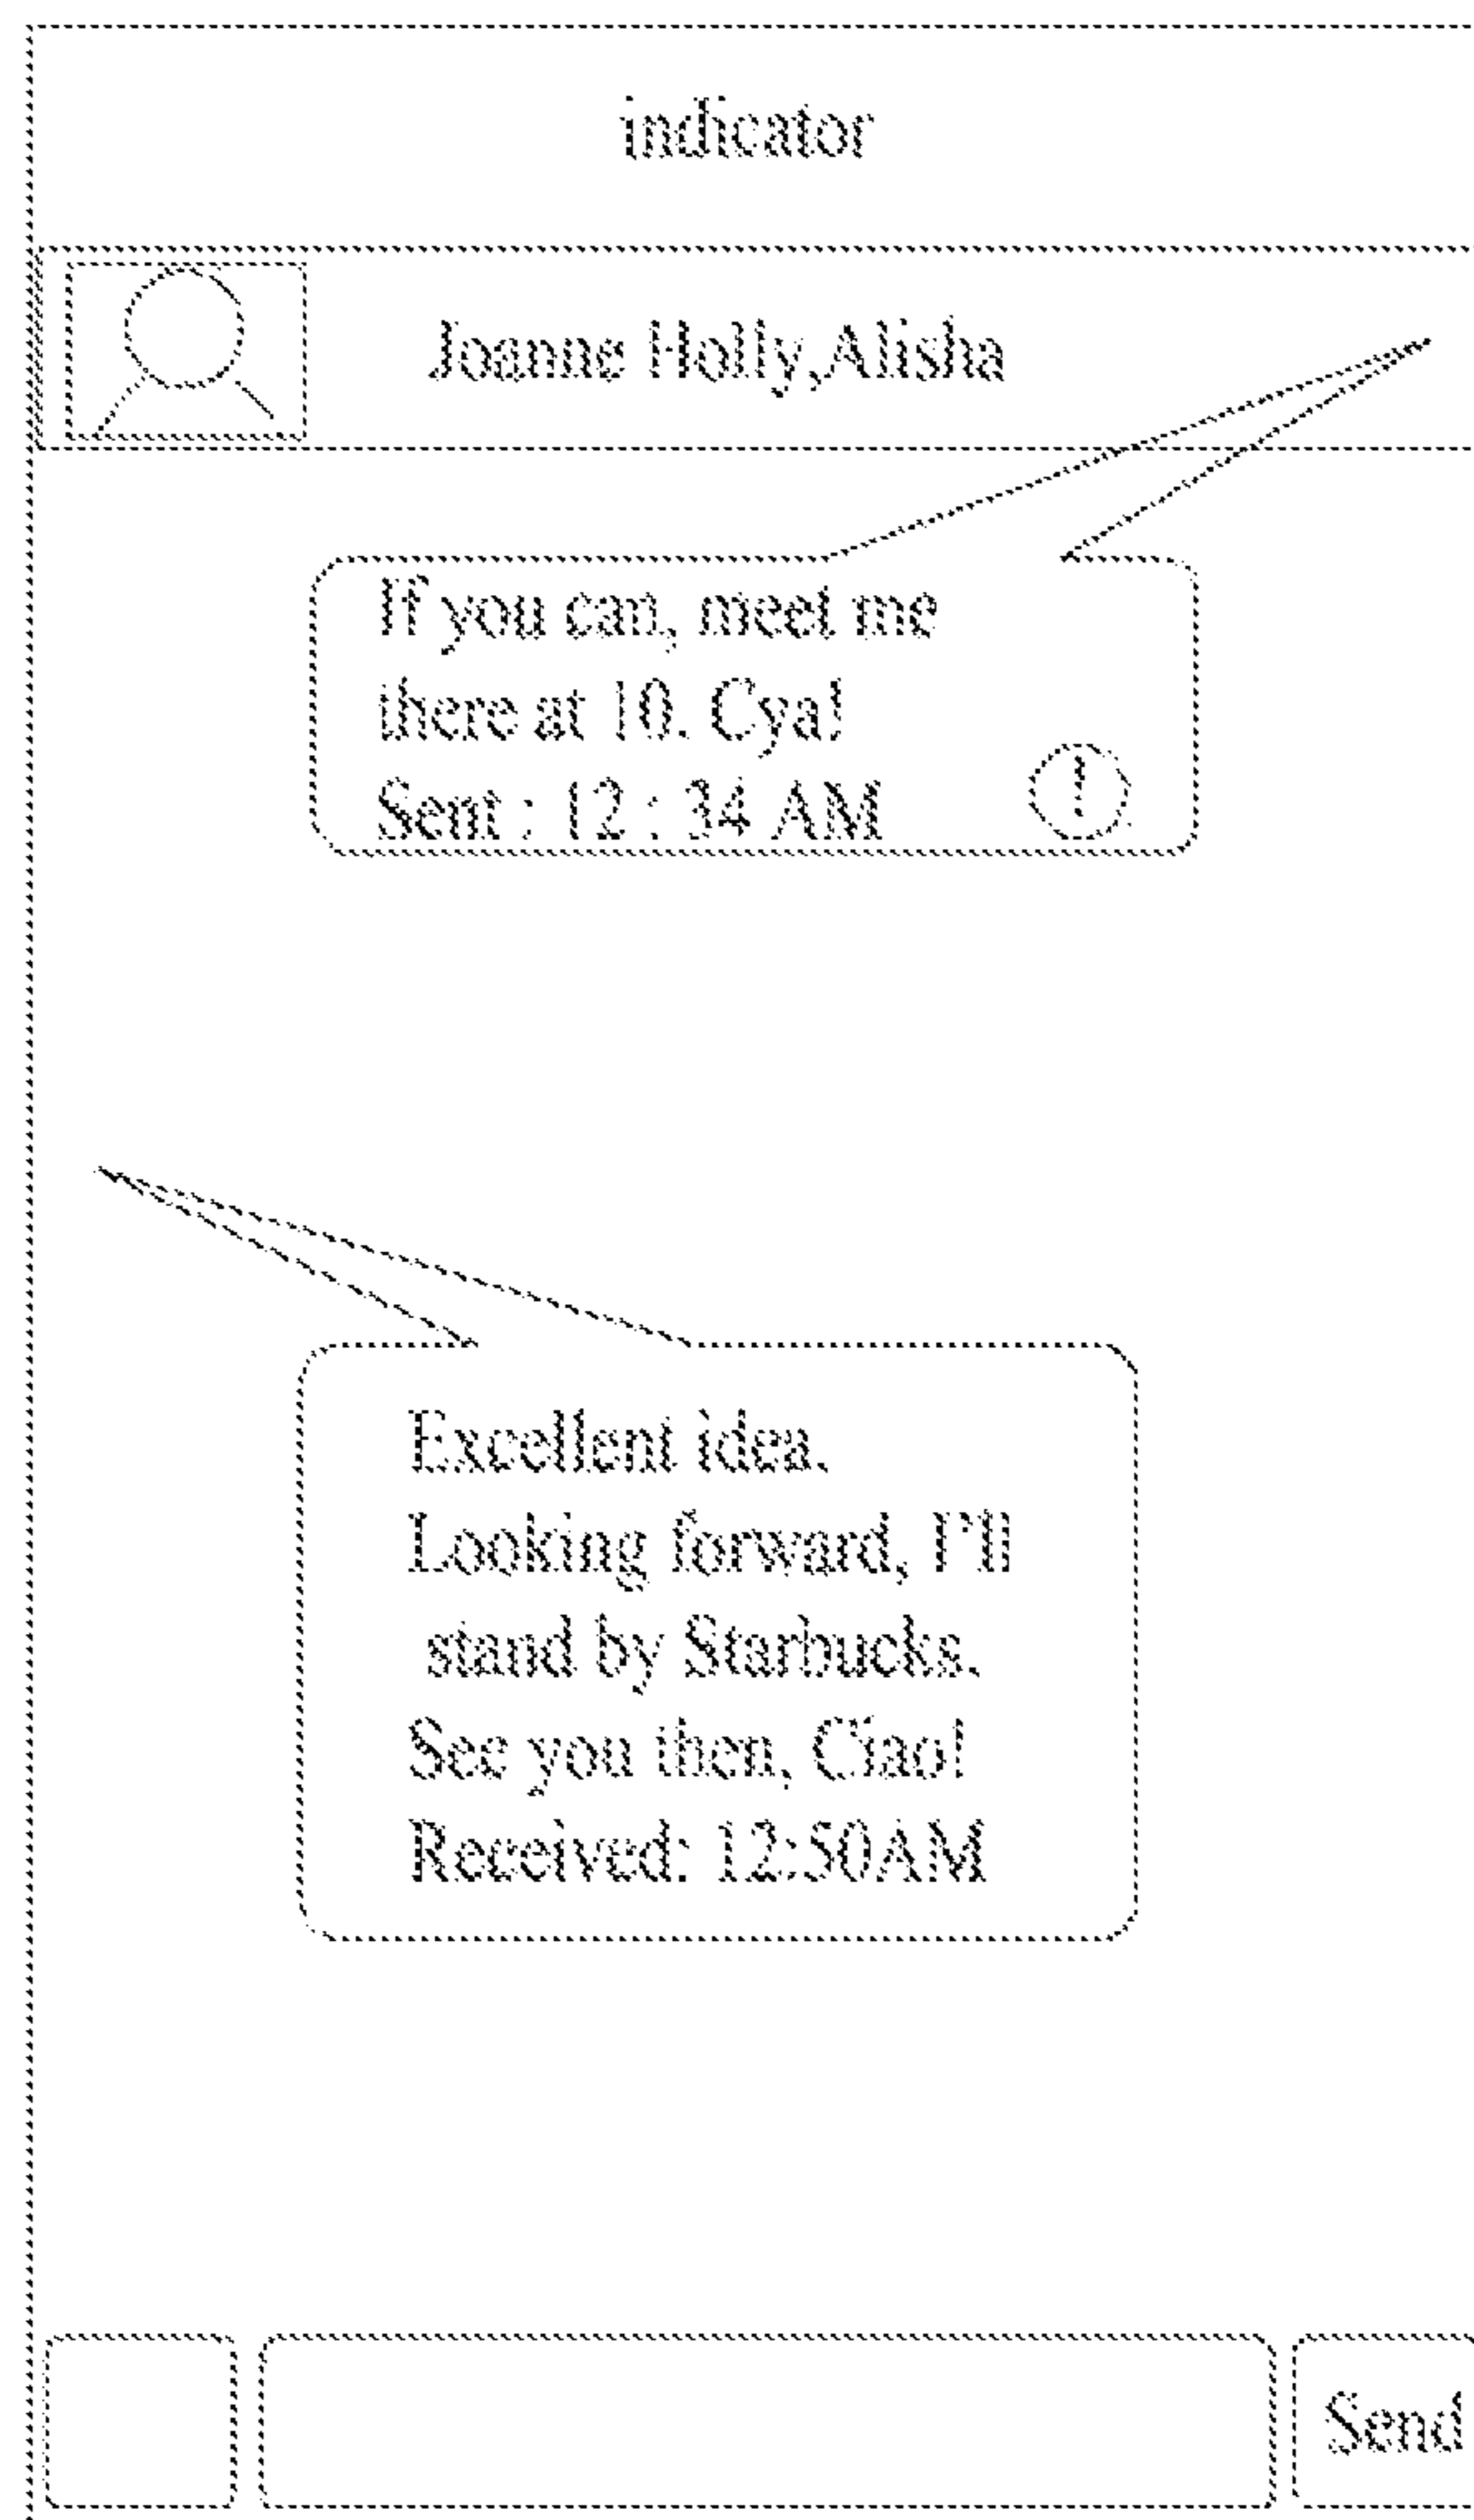 indicator
Joanne Holly,Alisha
If you can, meet me
there at 10. Cya!
Sent : 12 : 34 AM
!
Excellent idea.
Looking forward, I'll
stand by Starbucks.
See you then, Ciao!
Received: 12:50AM
Send